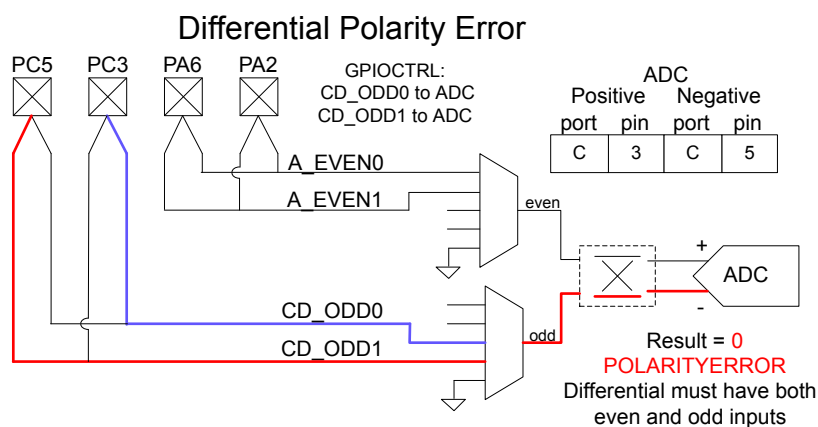 Differential Polarity Error
PC5 PC3 PA6 PA2
GPIOCTRL:
CD_ODD0 to ADC
CD_ODD1 to ADC
ADC
Positive Negative
port pin port pin
C 3 C 5
A_EVEN0
A_EVEN1
even
+
ADC
-
CD_ODD0
CD_ODD1
odd
Result = 0
POLARITYERROR
Differential must have both
even and odd inputs